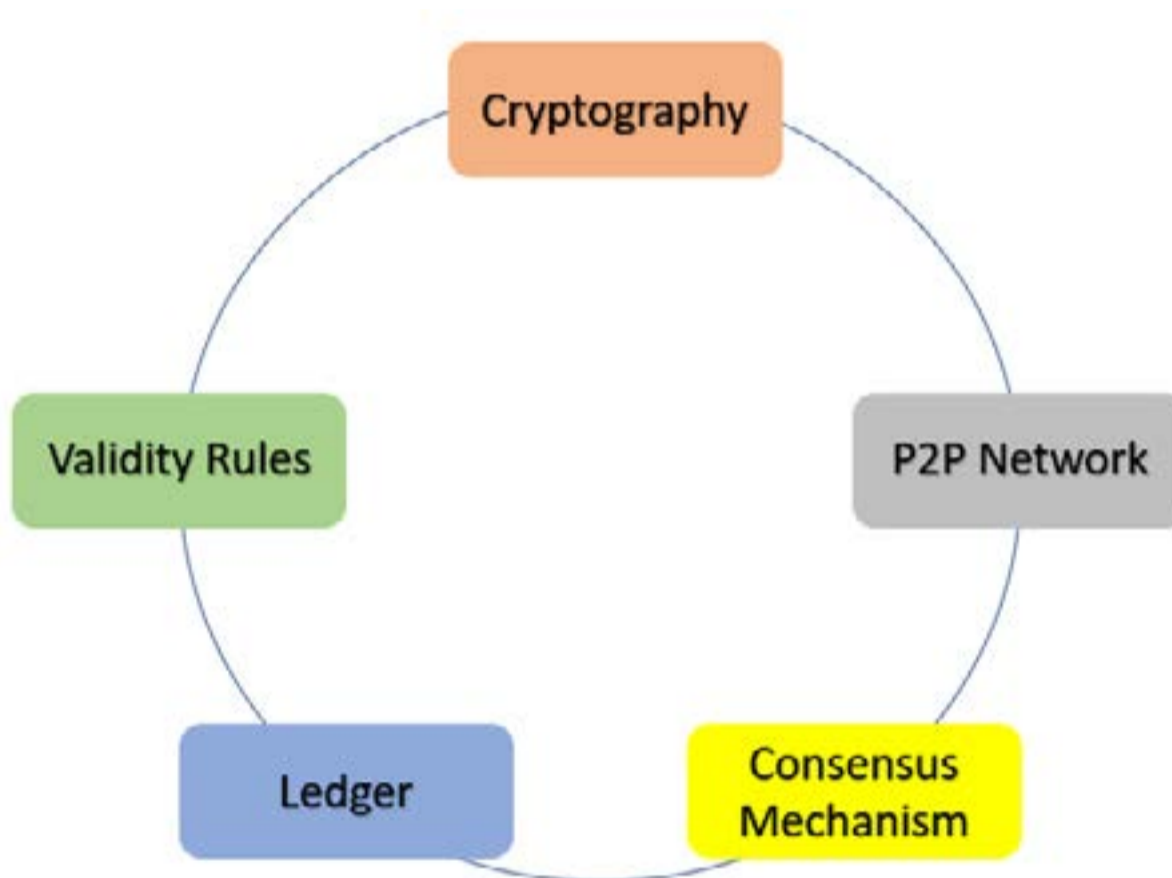 Cryptography
Validity Rules
P2P Network
Ledger
Consensus
Mechanism